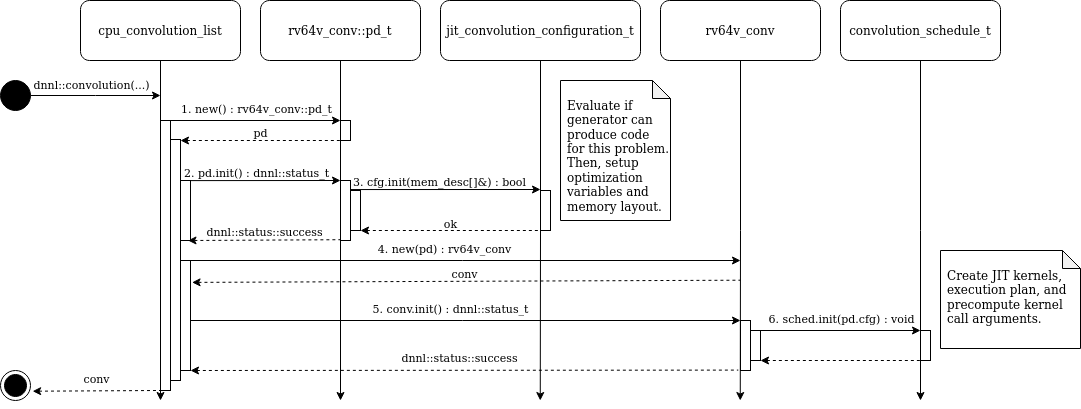 cpu_convolution_list
rv64v_conv::pd_t
jit_convolution_configuration_t
rv64v_conv
convolution_schedule_t
dnnl::convolution(...)
1. new() : rv64v_conv::pd_t
pd
2. pd.init() : dnnl::status_t
3. cfg.init(mem_desc[]&) : bool
ok
dnnl::status::success
Evaluate if
generator can
produce code
for this problem.
Then, setup
optimization
variables and
memory layout.
4. new(pd) : rv64v_conv
conv
5. conv.init() : dnnl::status_t
6. sched.init(pd.cfg) : void
Create JIT kernels,
execution plan, and
precompute kernel
call arguments.
dnnl::status::success
conv